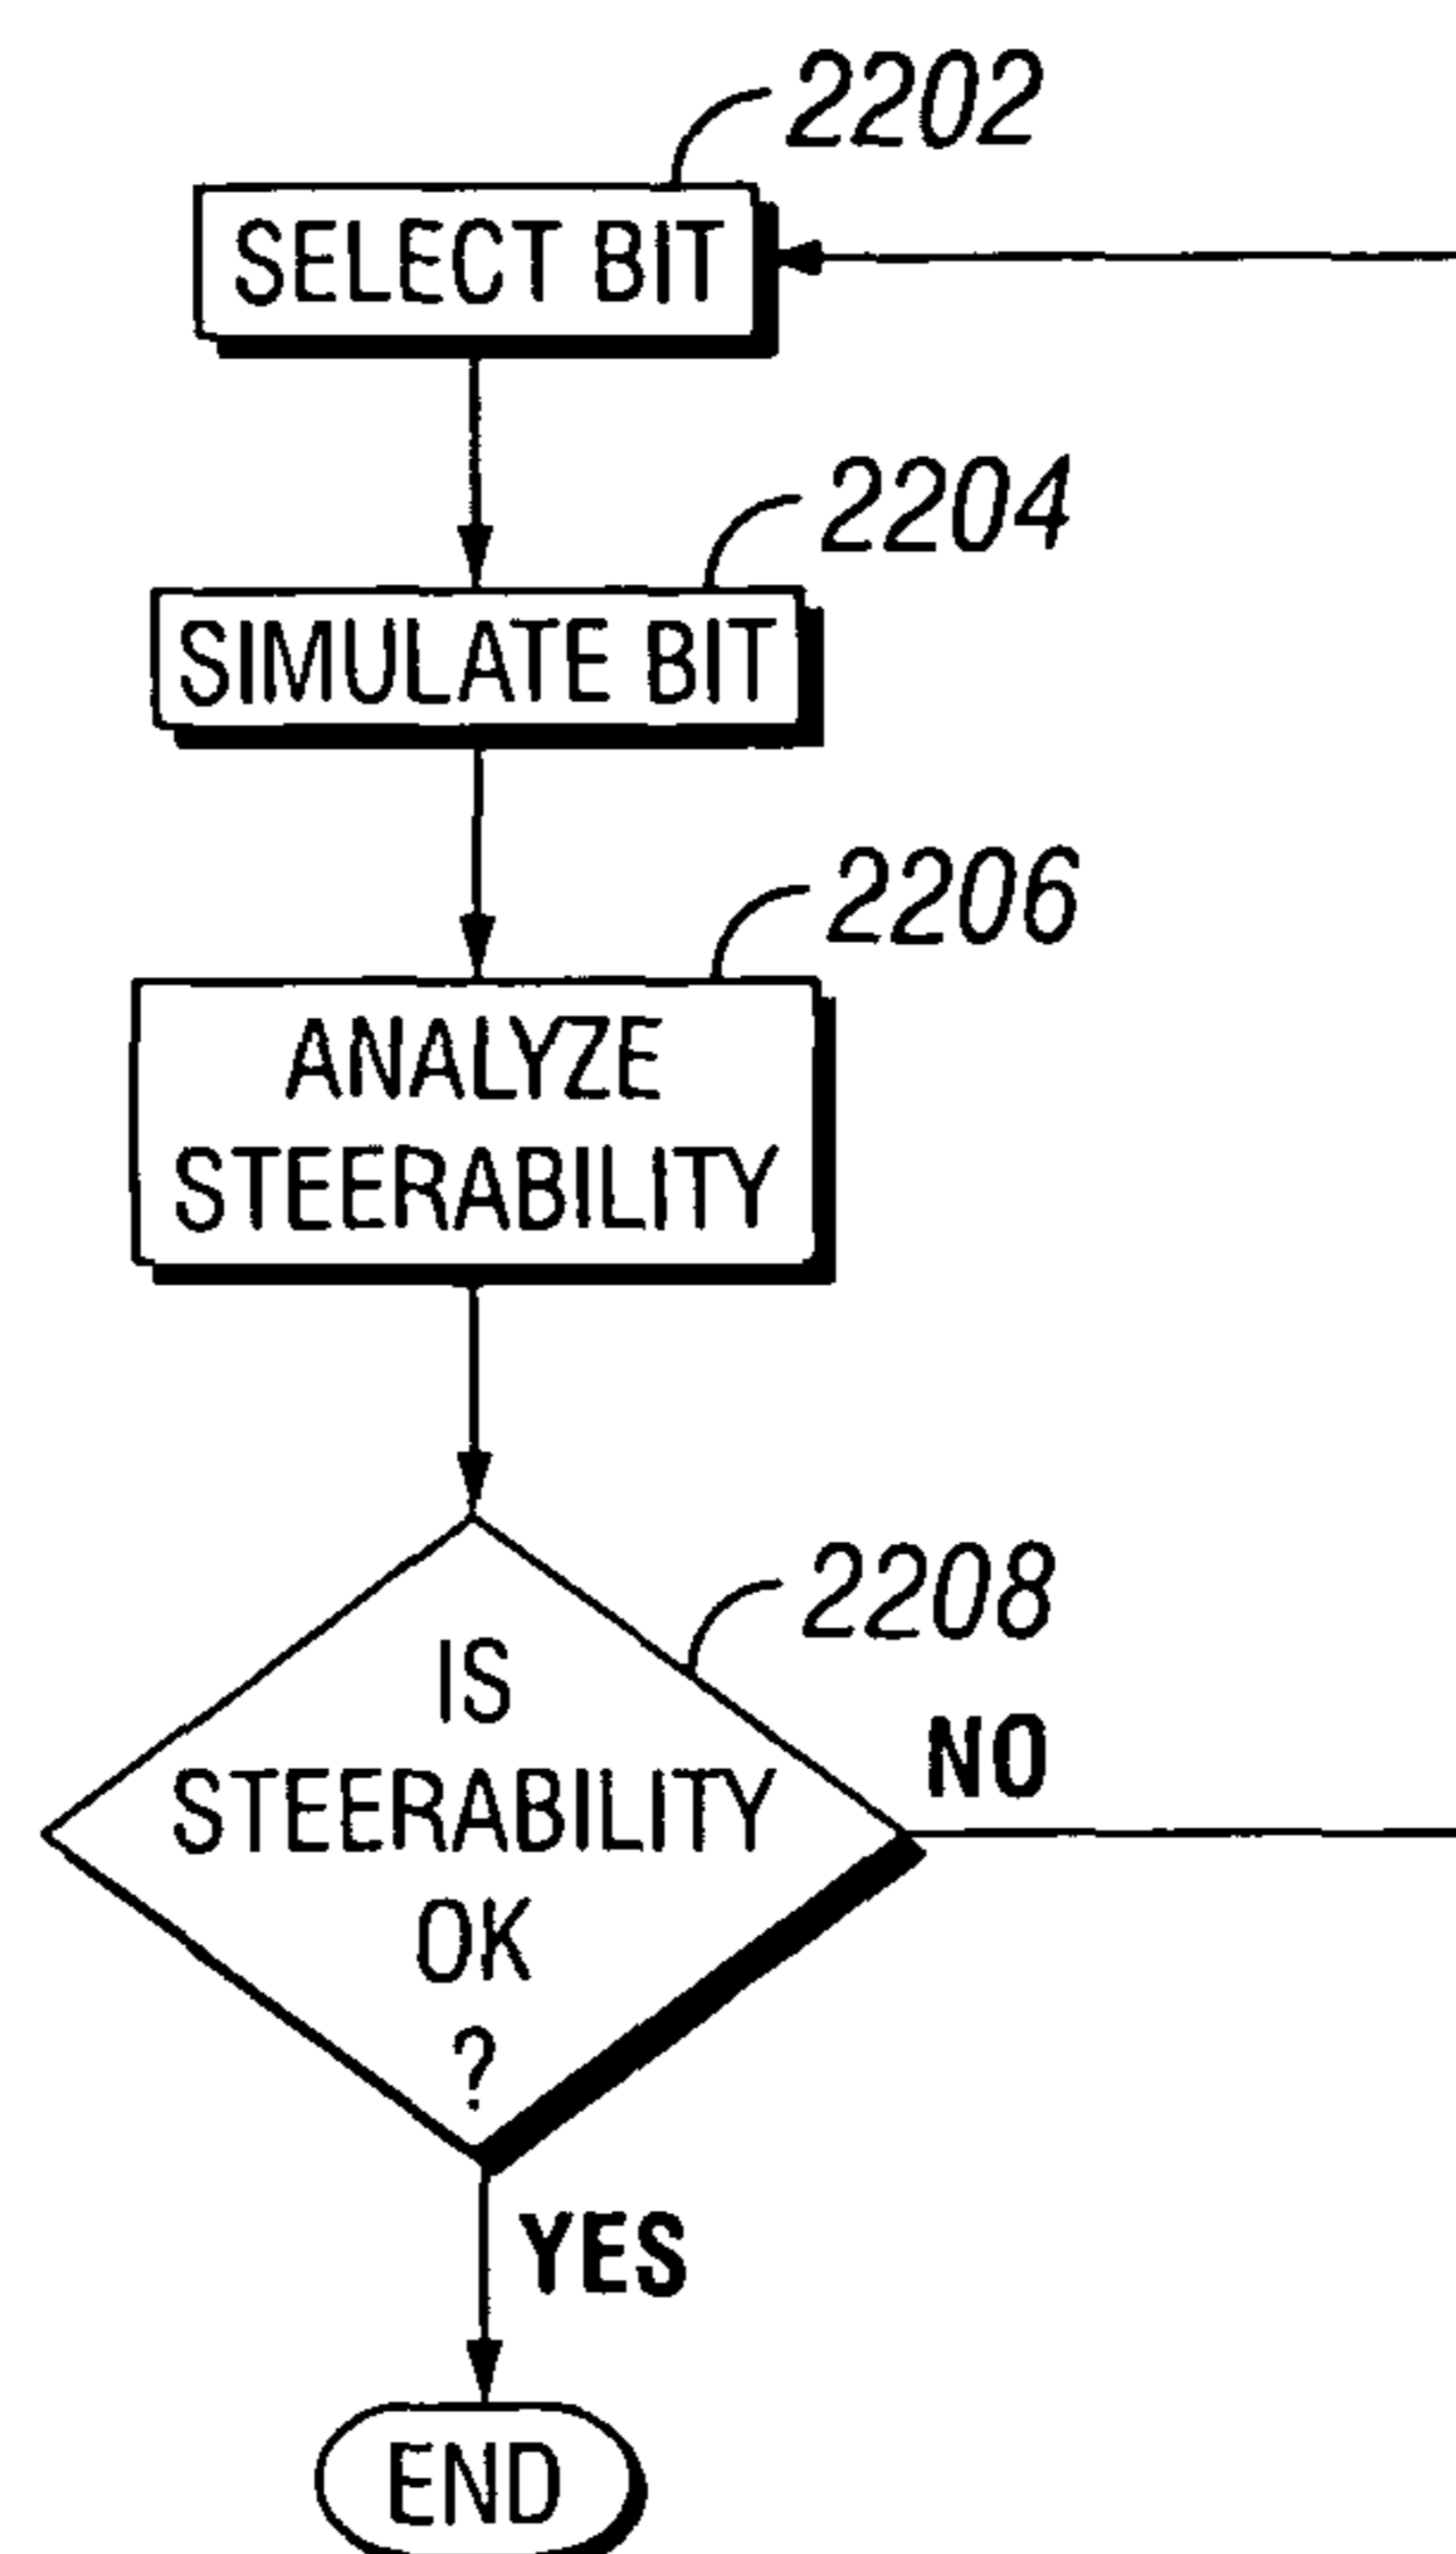 2202
SELECT BIT
2204
SIMULATE BIT
2206
ANALYZE
STEERABILITY
2208
IS
STEERABILITY
OK
?
NO
YES
END